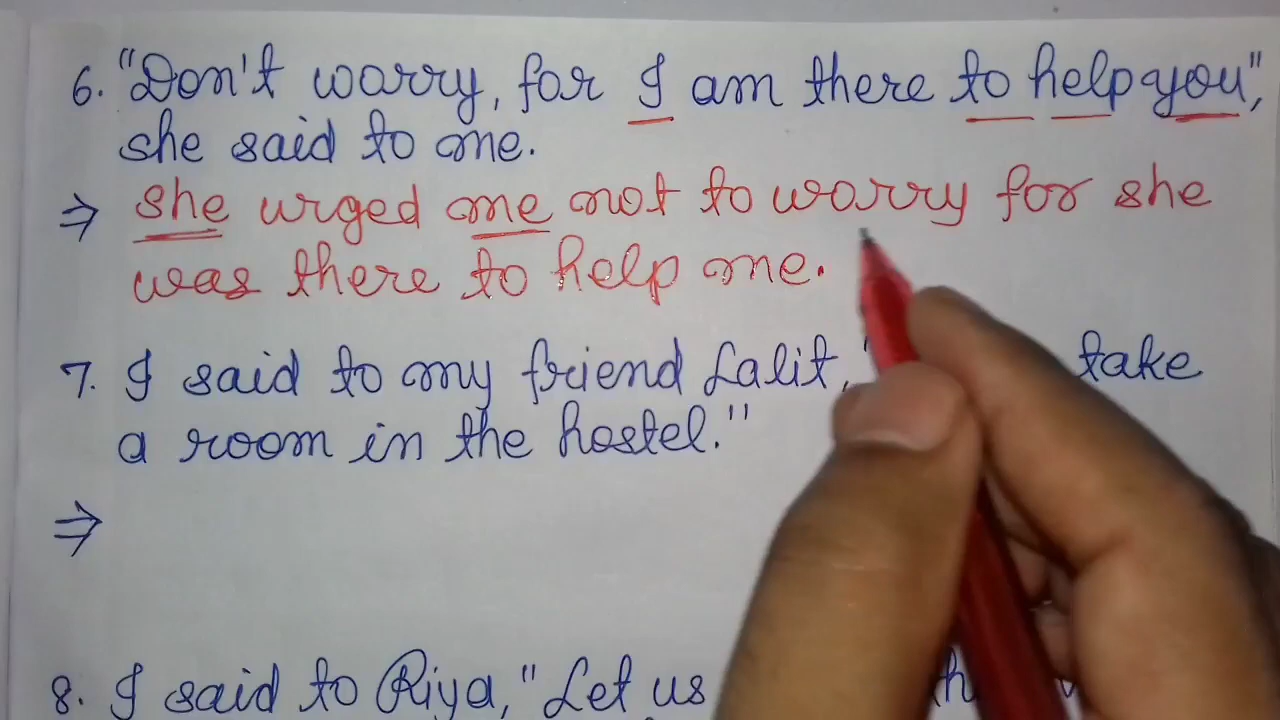 6. "Don't worry, for I am there to help you",
she said to me.
⇒ she urged me not to worry for she
was there to help me.
7. I said to my friend Lalit, " take
a room in the hostel."
⇒
8. I said to Riya, "Let us